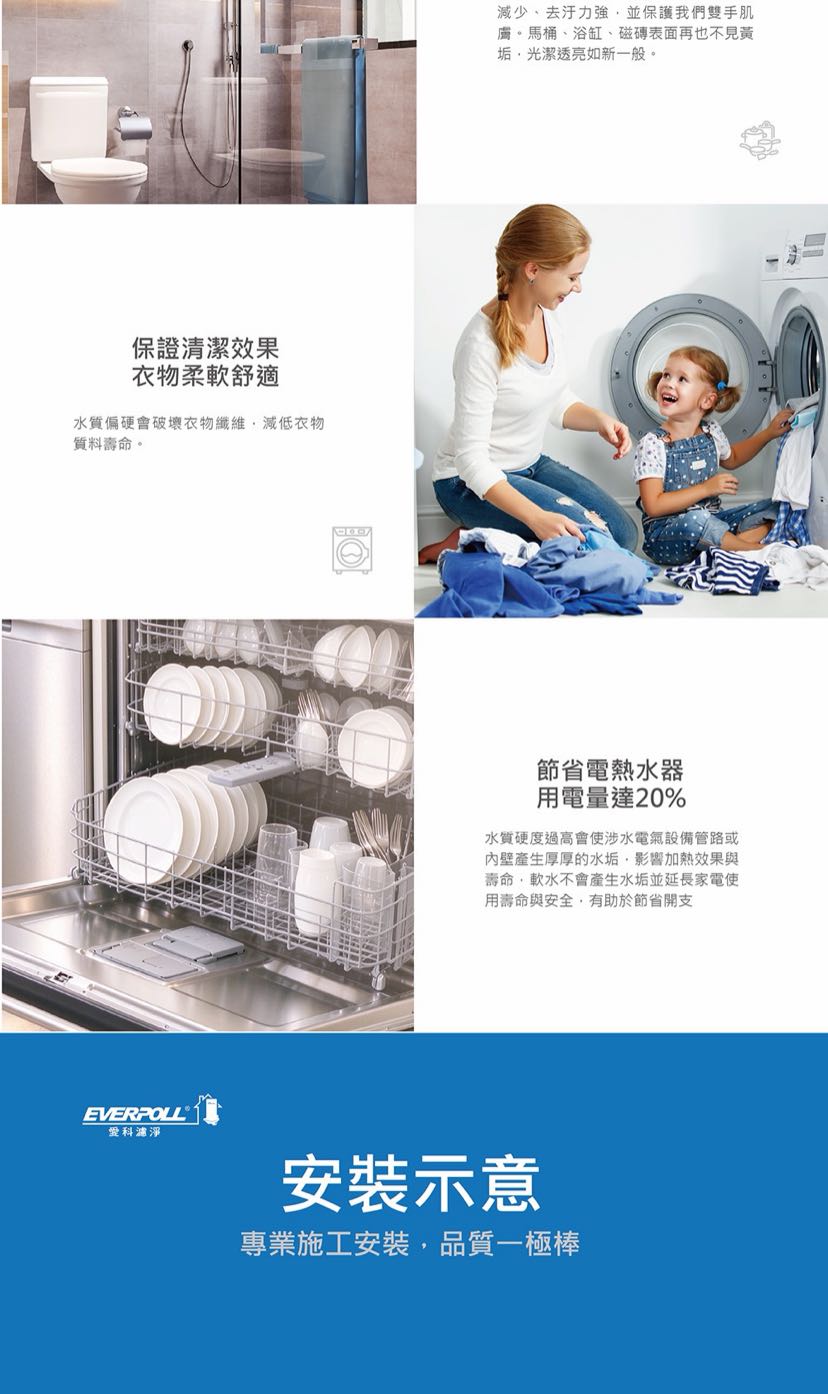 減少、去汙力強，並保護我們雙手肌
膚。馬桶、浴缸、磁磚表面再也不見黃
垢，光潔透亮如新一般。
保證清潔效果
衣物柔軟舒適
水質偏硬會破壞衣物纖維，減低衣物
質料壽命。
節省電熱水器
用電量達20%
水質硬度過高會使涉水電氣設備管路或
內壁產生厚厚的水垢，影響加熱效果與
壽命，軟水不會產生水垢並延長家電使
用壽命與安全，有助於節省開支
EVERPOLL®
愛科濾淨
安裝示意
專業施工安裝，品質一極棒